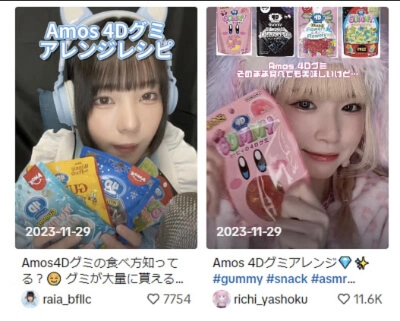 Amos 4Dグミ
アレンジレシピ
2023-11-29
Amos4Dグミの食べ方知って
る？😆 グミが大量に買える...
raia_bfllc
7754
Amos 4Dグミ
そのまま食べても美味しいけど…
GUMMY
2023-11-29
Amos 4Dグミアレンジ💎✨
#gummy #snack #asmr...
richi_yashoku
11.6K